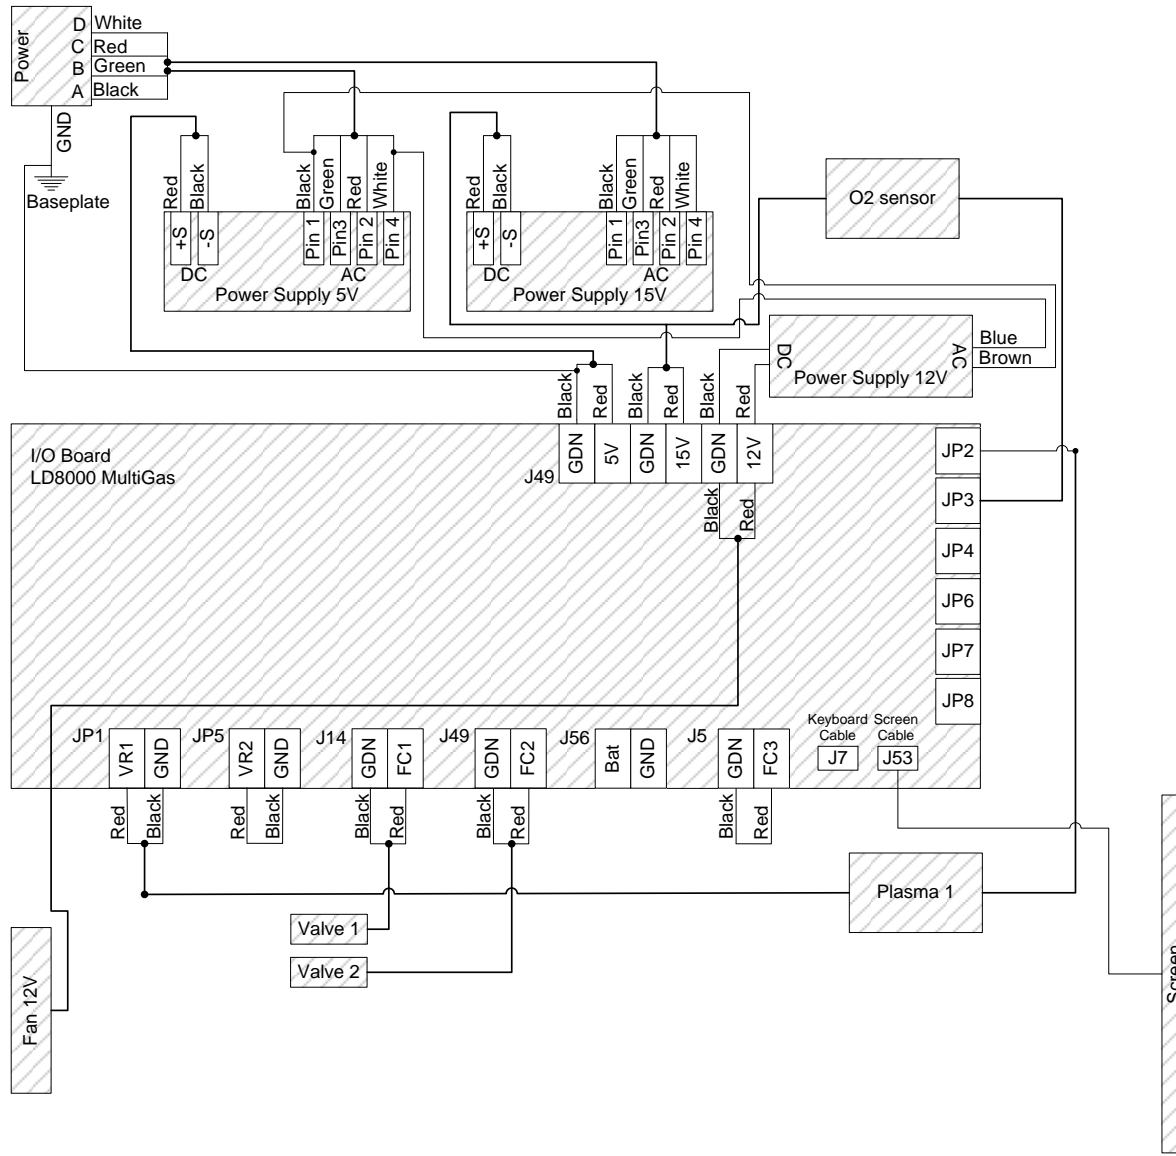 Power
D White
C Red
B Green
A Black
GND
Baseplate
Red
Black
Black
Green
Red
White
Red
Black
Black
Green
Red
White
+S
-S
Pin 1
Pin3
Pin 2
Pin 4
+S
-S
Pin 1
Pin3
Pin 2
Pin 4
DC
AC
DC
AC
Power Supply 5V
Power Supply 15V
O2 sensor
DC
AC
Blue
Brown
Power Supply 12V
Black
Red
Black
Red
Black
Red
I/O Board
LD8000 MultiGas
J49
GDN
5V
GDN
15V
GDN
12V
Black
Red
JP2
JP3
JP4
JP6
JP7
JP8
JP1
VR1
GND
JP5
VR2
GND
J14
GDN
FC1
J49
GDN
FC2
J56
Bat
GND
J5
GDN
FC3
Keyboard
Cable
J7
Screen
Cable
J53
Red
Black
Red
Black
Black
Red
Black
Red
Black
Red
Plasma 1
Valve 1
Valve 2
Fan 12V
Screen